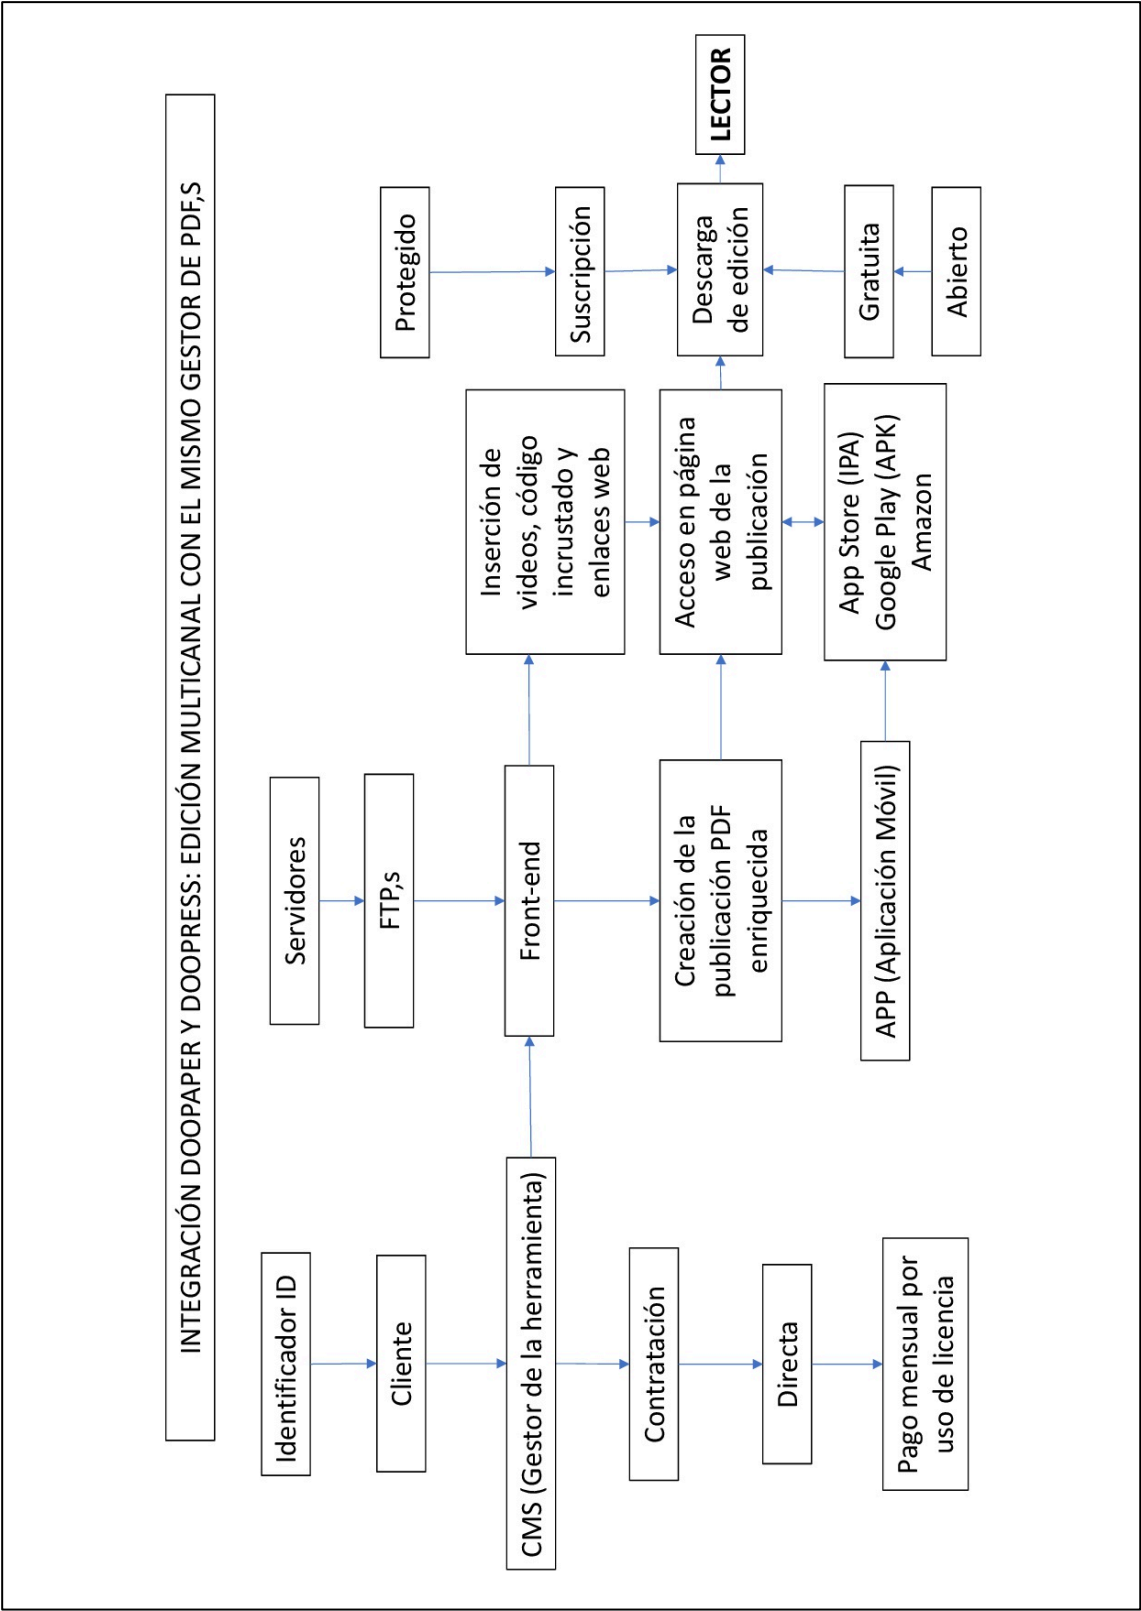 INTEGRACIÓN DOOPAPER Y DOOPRESS: EDICIÓN MULTICANAL CON EL MISMO GESTOR DE PDF,S
Identificador ID
Cliente
CMS (Gestor de la herramienta)
Contratación
Directa
Pago mensual por
uso de licencia
Servidores
FTP,s
Front-end
Creación de la
publicación PDF
enriquecida
APP (Aplicación Móvil)
Inserción de
videos, código
incrustado y
enlaces web
Acceso en página
web de la
publicación
App Store (IPA)
Google Play (APK)
Amazon
Protegido
Suscripción
Descarga
de edición
Gratuita
Abierto
LECTOR